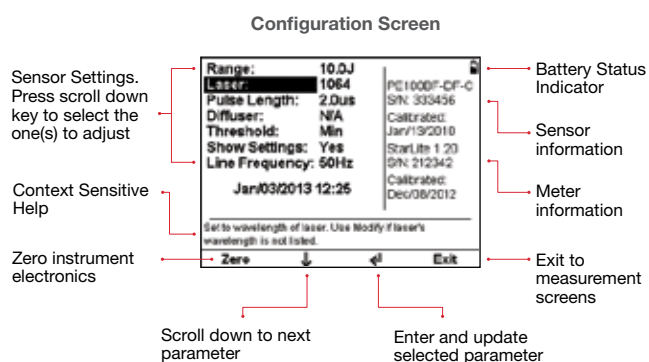 Configuration Screen
Sensor Settings.
Press scroll down
key to select the
one(s) to adjust
Context Sensitive
Help
Zero instrument
electronics
Range: 10.0J
Laser: 1064
Pulse Length: 2.0us
Diffuser: N/A
Threshold: Min
Show Settings: Yes
Line Frequency: 50Hz
Jan/03/2013 12:25
PE100DF-DF-C
S/N: 333456
Calibrated:
Jan/13/2010
StarLite 1.20
S/N: 212342
Calibrated:
Dec/08/2012
Set to wavelength of laser. Use Modify if laser's
wavelength is not listed.
Zero ↓ ↵ Exit
Battery Status
Indicator
Sensor
information
Meter
information
Exit to
measurement
screens
Scroll down to next
parameter
Enter and update
selected parameter